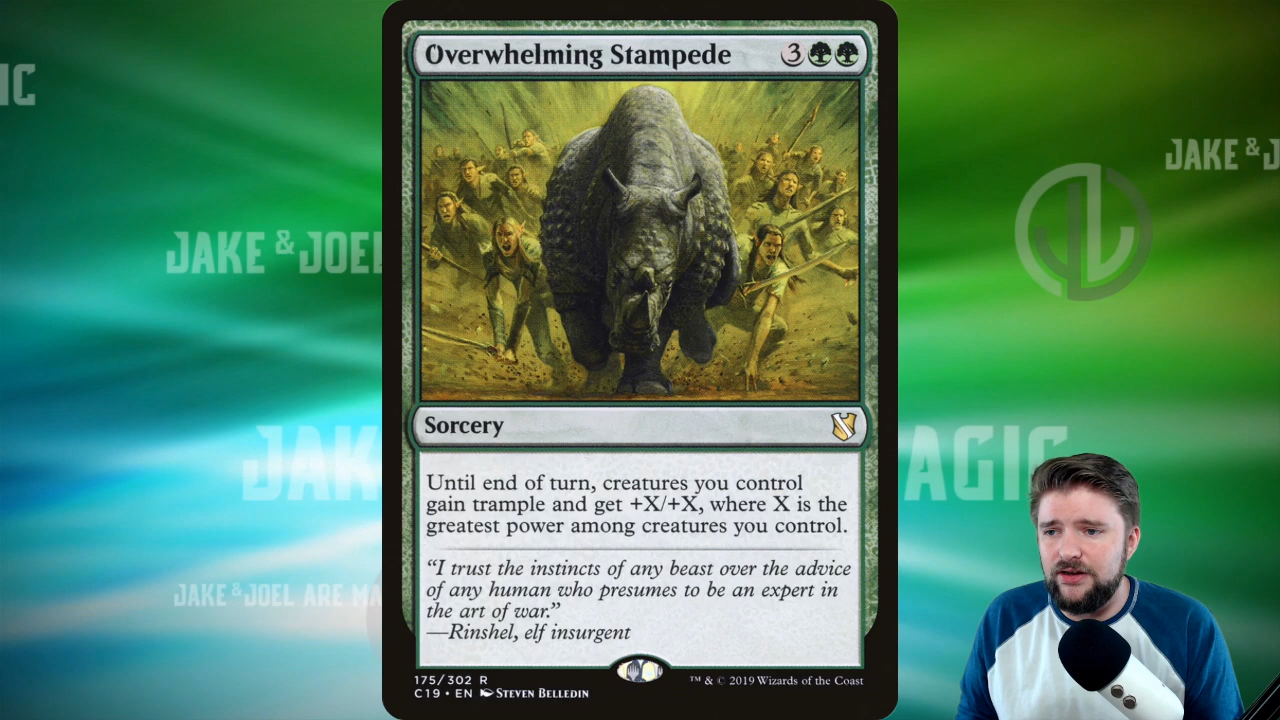 IC
JAKE & JOEL
JAK
JAKE & JOEL ARE MA
Overwhelming Stampede 3
Sorcery
Until end of turn, creatures you control
gain trample and get +X/+X, where X is the
greatest power among creatures you control.
“I trust the instincts of any beast over the advice
of any human who presumes to be an expert in
the art of war.”
—Rinshel, elf insurgent
175/302 R
C19 • EN Steven Belledin
™ & © 2019 Wizards of the Coast
JAKE & J
AGIC